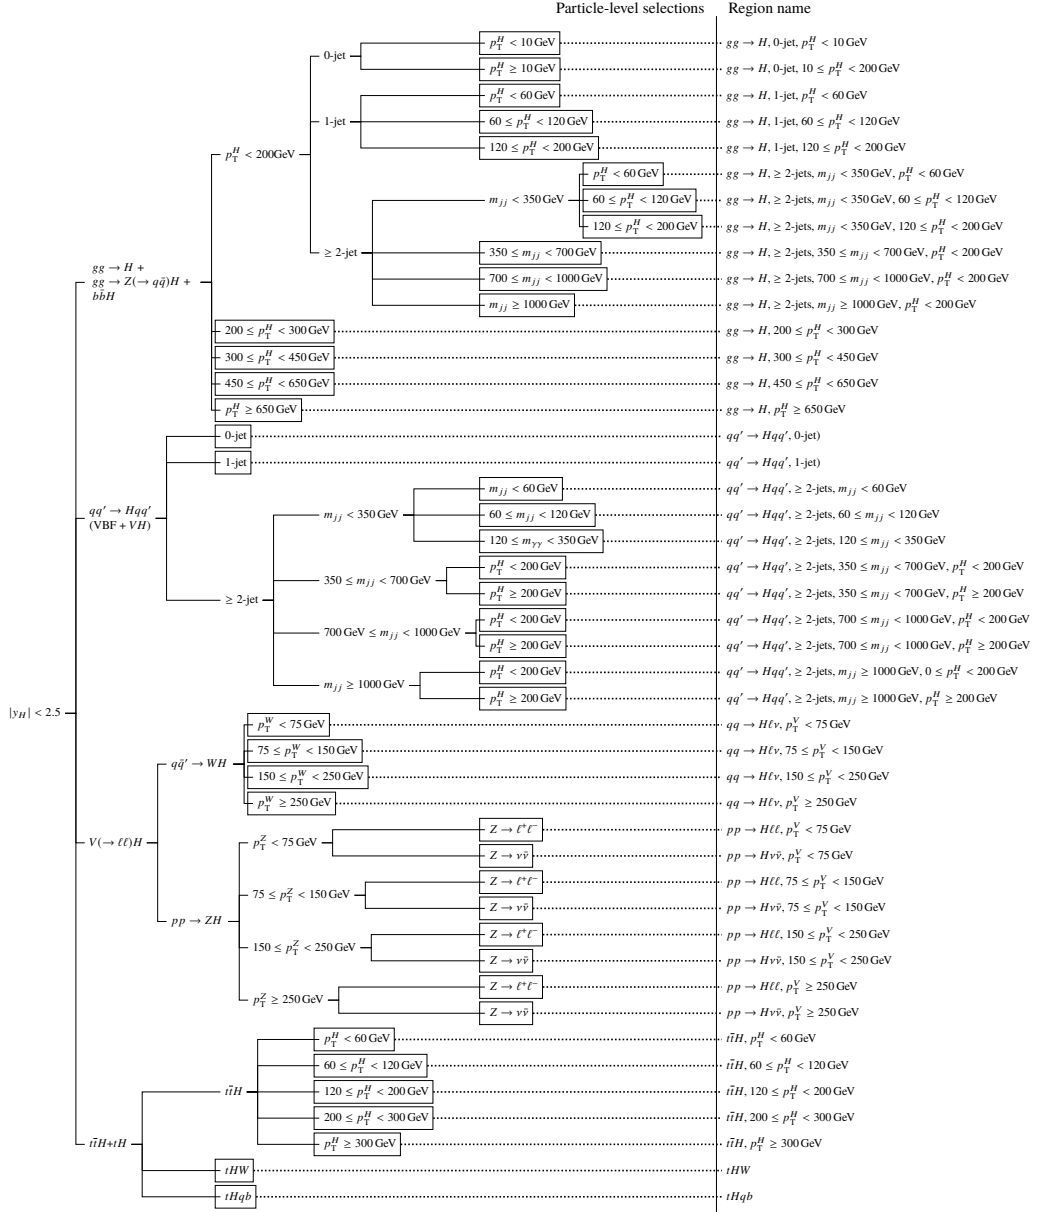 Particle-level selections Region name
p_T^H < 10 GeV gg → H, 0-jet, p_T^H < 10 GeV
0-jet
p_T^H ≥ 10 GeV gg → H, 0-jet, 10 ≤ p_T^H < 200 GeV
p_T^H < 60 GeV gg → H, 1-jet, p_T^H < 60 GeV
1-jet 60 ≤ p_T^H < 120 GeV gg → H, 1-jet, 60 ≤ p_T^H < 120 GeV
120 ≤ p_T^H < 200 GeV gg → H, 1-jet, 120 ≤ p_T^H < 200 GeV
p_T^H < 200GeV
p_T^H < 60 GeV gg → H, ≥ 2-jets, m_jj < 350 GeV, p_T^H < 60 GeV
m_jj < 350 GeV 60 ≤ p_T^H < 120 GeV gg → H, ≥ 2-jets, m_jj < 350 GeV, 60 ≤ p_T^H < 120 GeV
120 ≤ p_T^H < 200 GeV gg → H, ≥ 2-jets, m_jj < 350 GeV, 120 ≤ p_T^H < 200 GeV
≥ 2-jet 350 ≤ m_jj < 700 GeV gg → H, ≥ 2-jets, 350 ≤ m_jj < 700 GeV, p_T^H < 200 GeV
gg → H +
gg → Z(→ qq̄)H +
bb̄H
700 ≤ m_jj < 1000 GeV gg → H, ≥ 2-jets, 700 ≤ m_jj < 1000 GeV, p_T^H < 200 GeV
m_jj ≥ 1000 GeV gg → H, ≥ 2-jets, m_jj ≥ 1000 GeV, p_T^H < 200 GeV
200 ≤ p_T^H < 300 GeV gg → H, 200 ≤ p_T^H < 300 GeV
300 ≤ p_T^H < 450 GeV gg → H, 300 ≤ p_T^H < 450 GeV
450 ≤ p_T^H < 650 GeV gg → H, 450 ≤ p_T^H < 650 GeV
p_T^H ≥ 650 GeV gg → H, p_T^H ≥ 650 GeV
0-jet qq′ → Hqq′, 0-jet)
1-jet qq′ → Hqq′, 1-jet)
m_jj < 60 GeV qq′ → Hqq′, ≥ 2-jets, m_jj < 60 GeV
qq′ → Hqq′
(VBF + VH)
m_jj < 350 GeV 60 ≤ m_jj < 120 GeV qq′ → Hqq′, ≥ 2-jets, 60 ≤ m_jj < 120 GeV
120 ≤ m_γγ < 350 GeV qq′ → Hqq′, ≥ 2-jets, 120 ≤ m_jj < 350 GeV
p_T^H < 200 GeV qq′ → Hqq′, ≥ 2-jets, 350 ≤ m_jj < 700 GeV, p_T^H < 200 GeV
350 ≤ m_jj < 700 GeV
p_T^H ≥ 200 GeV qq′ → Hqq′, ≥ 2-jets, 350 ≤ m_jj < 700 GeV, p_T^H ≥ 200 GeV
≥ 2-jet
p_T^H < 200 GeV qq′ → Hqq′, ≥ 2-jets, 700 ≤ m_jj < 1000 GeV, p_T^H < 200 GeV
700 GeV ≤ m_jj < 1000 GeV
p_T^H ≥ 200 GeV qq′ → Hqq′, ≥ 2-jets, 700 ≤ m_jj < 1000 GeV, p_T^H ≥ 200 GeV
p_T^H < 200 GeV qq′ → Hqq′, ≥ 2-jets, m_jj ≥ 1000 GeV, 0 ≤ p_T^H < 200 GeV
m_jj ≥ 1000 GeV
p_T^H ≥ 200 GeV qq′ → Hqq′, ≥ 2-jets, m_jj ≥ 1000 GeV, p_T^H ≥ 200 GeV
|y_H| < 2.5
p_T^W < 75 GeV qq → Hℓν, p_T^V < 75 GeV
75 ≤ p_T^W < 150 GeV qq → Hℓν, 75 ≤ p_T^V < 150 GeV
qq̄′ → WH
150 ≤ p_T^W < 250 GeV qq → Hℓν, 150 ≤ p_T^V < 250 GeV
p_T^W ≥ 250 GeV qq → Hℓν, p_T^V ≥ 250 GeV
Z → ℓ⁺ℓ⁻ pp → Hℓℓ, p_T^V < 75 GeV
V(→ ℓℓ)H p_T^Z < 75 GeV
Z → νν̄ pp → Hνν̄, p_T^V < 75 GeV
Z → ℓ⁺ℓ⁻ pp → Hℓℓ, 75 ≤ p_T^V < 150 GeV
75 ≤ p_T^Z < 150 GeV
Z → νν̄ pp → Hνν̄, 75 ≤ p_T^V < 150 GeV
pp → ZH
Z → ℓ⁺ℓ⁻ pp → Hℓℓ, 150 ≤ p_T^V < 250 GeV
150 ≤ p_T^Z < 250 GeV
Z → νν̄ pp → Hνν̄, 150 ≤ p_T^V < 250 GeV
Z → ℓ⁺ℓ⁻ pp → Hℓℓ, p_T^V ≥ 250 GeV
p_T^Z ≥ 250 GeV
Z → νν̄ pp → Hνν̄, p_T^V ≥ 250 GeV
p_T^H < 60 GeV tt̄H, p_T^H < 60 GeV
60 ≤ p_T^H < 120 GeV tt̄H, 60 ≤ p_T^H < 120 GeV
tt̄H 120 ≤ p_T^H < 200 GeV tt̄H, 120 ≤ p_T^H < 200 GeV
200 ≤ p_T^H < 300 GeV tt̄H, 200 ≤ p_T^H < 300 GeV
tt̄H+tH p_T^H ≥ 300 GeV tt̄H, p_T^H ≥ 300 GeV
tHW tHW
tHqb tHqb